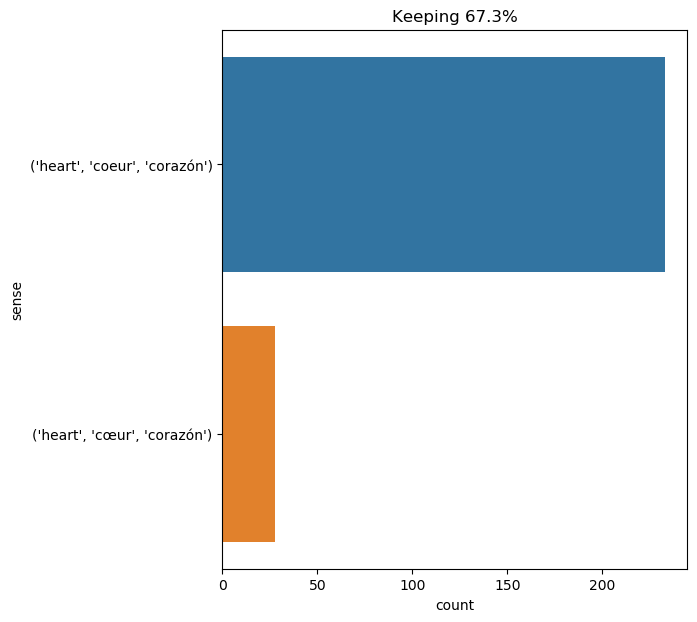 Keeping 67.3%
('heart', 'coeur', 'corazón')
sense
('heart', 'cœur', 'corazón')
0 50 100 150 200
count